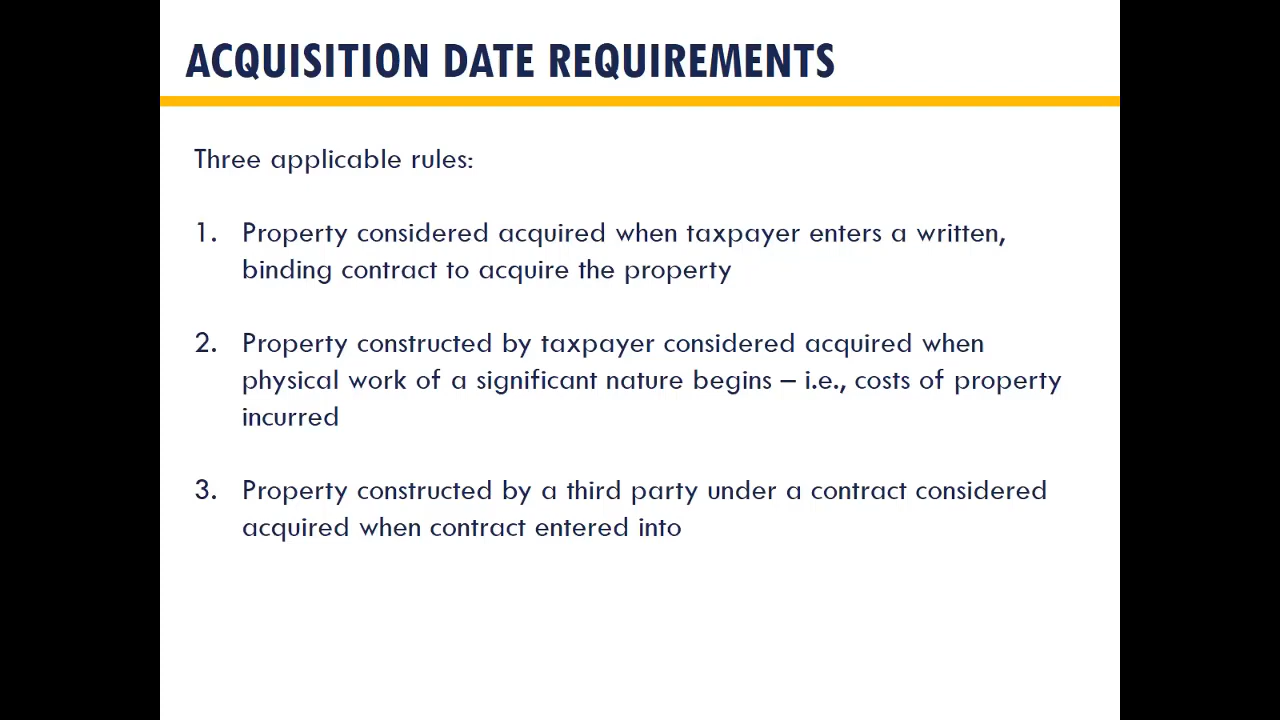 ACQUISITION DATE REQUIREMENTS
Three applicable rules:
1. Property considered acquired when taxpayer enters a written,
binding contract to acquire the property
2. Property constructed by taxpayer considered acquired when
physical work of a significant nature begins – i.e., costs of property
incurred
3. Property constructed by a third party under a contract considered
acquired when contract entered into